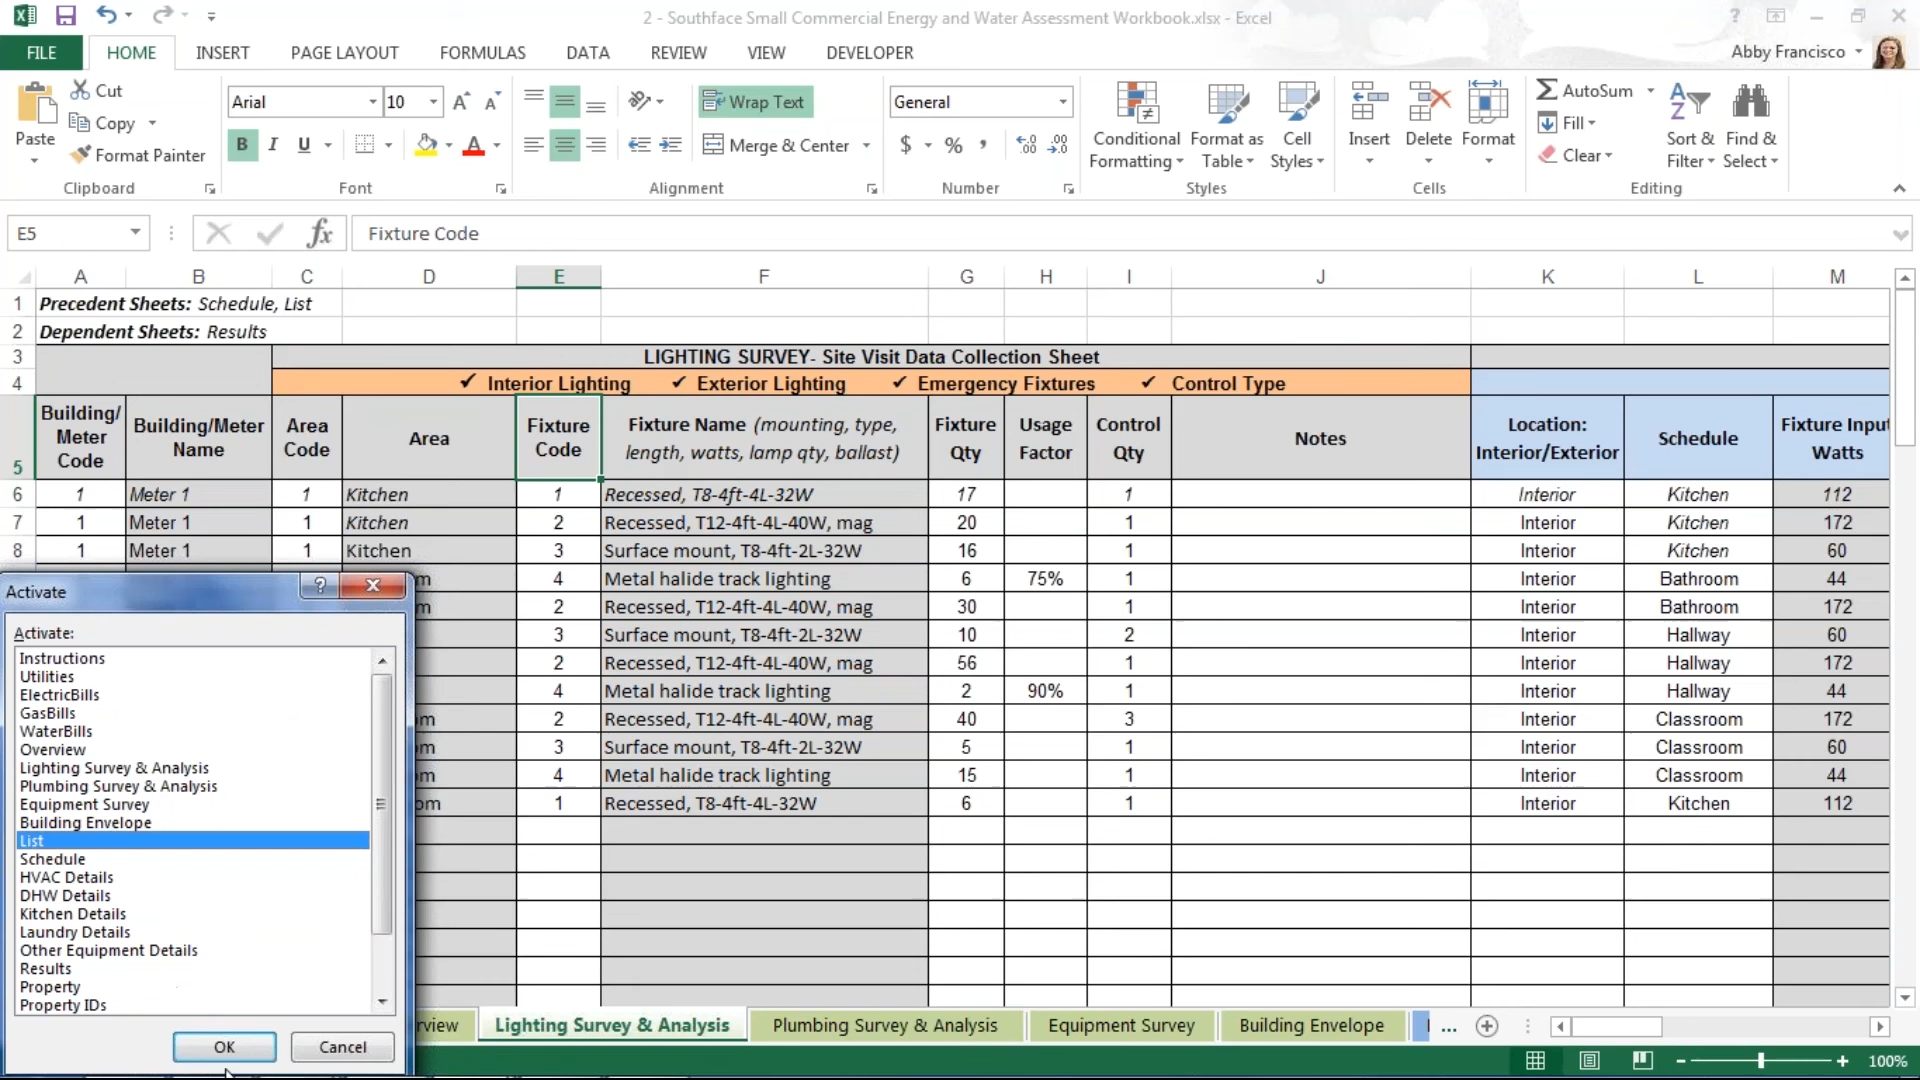 2 - Southface Small Commercial Energy and Water Assessment Workbook.xlsx - Excel
FILE HOME INSERT PAGE LAYOUT FORMULAS DATA REVIEW VIEW DEVELOPER Abby Francisco
Paste Cut Copy Format Painter Clipboard
Arial 10 B I U Font
Wrap Text Merge & Center Alignment
General $ % Number
Conditional Formatting Format as Table Cell Styles Styles
Insert Delete Format Cells
AutoSum Fill Clear Sort & Filter Find & Select Editing
E5 fx Fixture Code
A B C D E F G H I J K L M
1 Precedent Sheets: Schedule, List
2 Dependent Sheets: Results
3 LIGHTING SURVEY- Site Visit Data Collection Sheet
4 ✓ Interior Lighting ✓ Exterior Lighting ✓ Emergency Fixtures ✓ Control Type
5 Building/ Meter Code Building/Meter Name Area Code Area Fixture Code Fixture Name (mounting, type, length, watts, lamp qty, ballast) Fixture Qty Usage Factor Control Qty Notes Location: Interior/Exterior Schedule Fixture Input Watts
6 1 Meter 1 1 Kitchen 1 Recessed, T8-4ft-4L-32W 17 1 Interior Kitchen 112
7 1 Meter 1 1 Kitchen 2 Recessed, T12-4ft-4L-40W, mag 20 1 Interior Kitchen 172
8 1 Meter 1 1 Kitchen 3 Surface mount, T8-4ft-2L-32W 16 1 Interior Kitchen 60
m 4 Metal halide track lighting 6 75% 1 Interior Bathroom 44
m 2 Recessed, T12-4ft-4L-40W, mag 30 1 Interior Bathroom 172
3 Surface mount, T8-4ft-2L-32W 10 2 Interior Hallway 60
2 Recessed, T12-4ft-4L-40W, mag 56 1 Interior Hallway 172
4 Metal halide track lighting 2 90% 1 Interior Hallway 44
om 2 Recessed, T12-4ft-4L-40W, mag 40 3 Interior Classroom 172
om 3 Surface mount, T8-4ft-2L-32W 5 1 Interior Classroom 60
om 4 Metal halide track lighting 15 1 Interior Classroom 44
om 1 Recessed, T8-4ft-4L-32W 6 1 Interior Kitchen 112
Activate
Activate:
Instructions
Utilities
ElectricBills
GasBills
WaterBills
Overview
Lighting Survey & Analysis
Plumbing Survey & Analysis
Equipment Survey
Building Envelope
List
Schedule
HVAC Details
DHW Details
Kitchen Details
Laundry Details
Other Equipment Details
Results
Property
Property IDs
OK Cancel
rview Lighting Survey & Analysis Plumbing Survey & Analysis Equipment Survey Building Envelope ...
100%